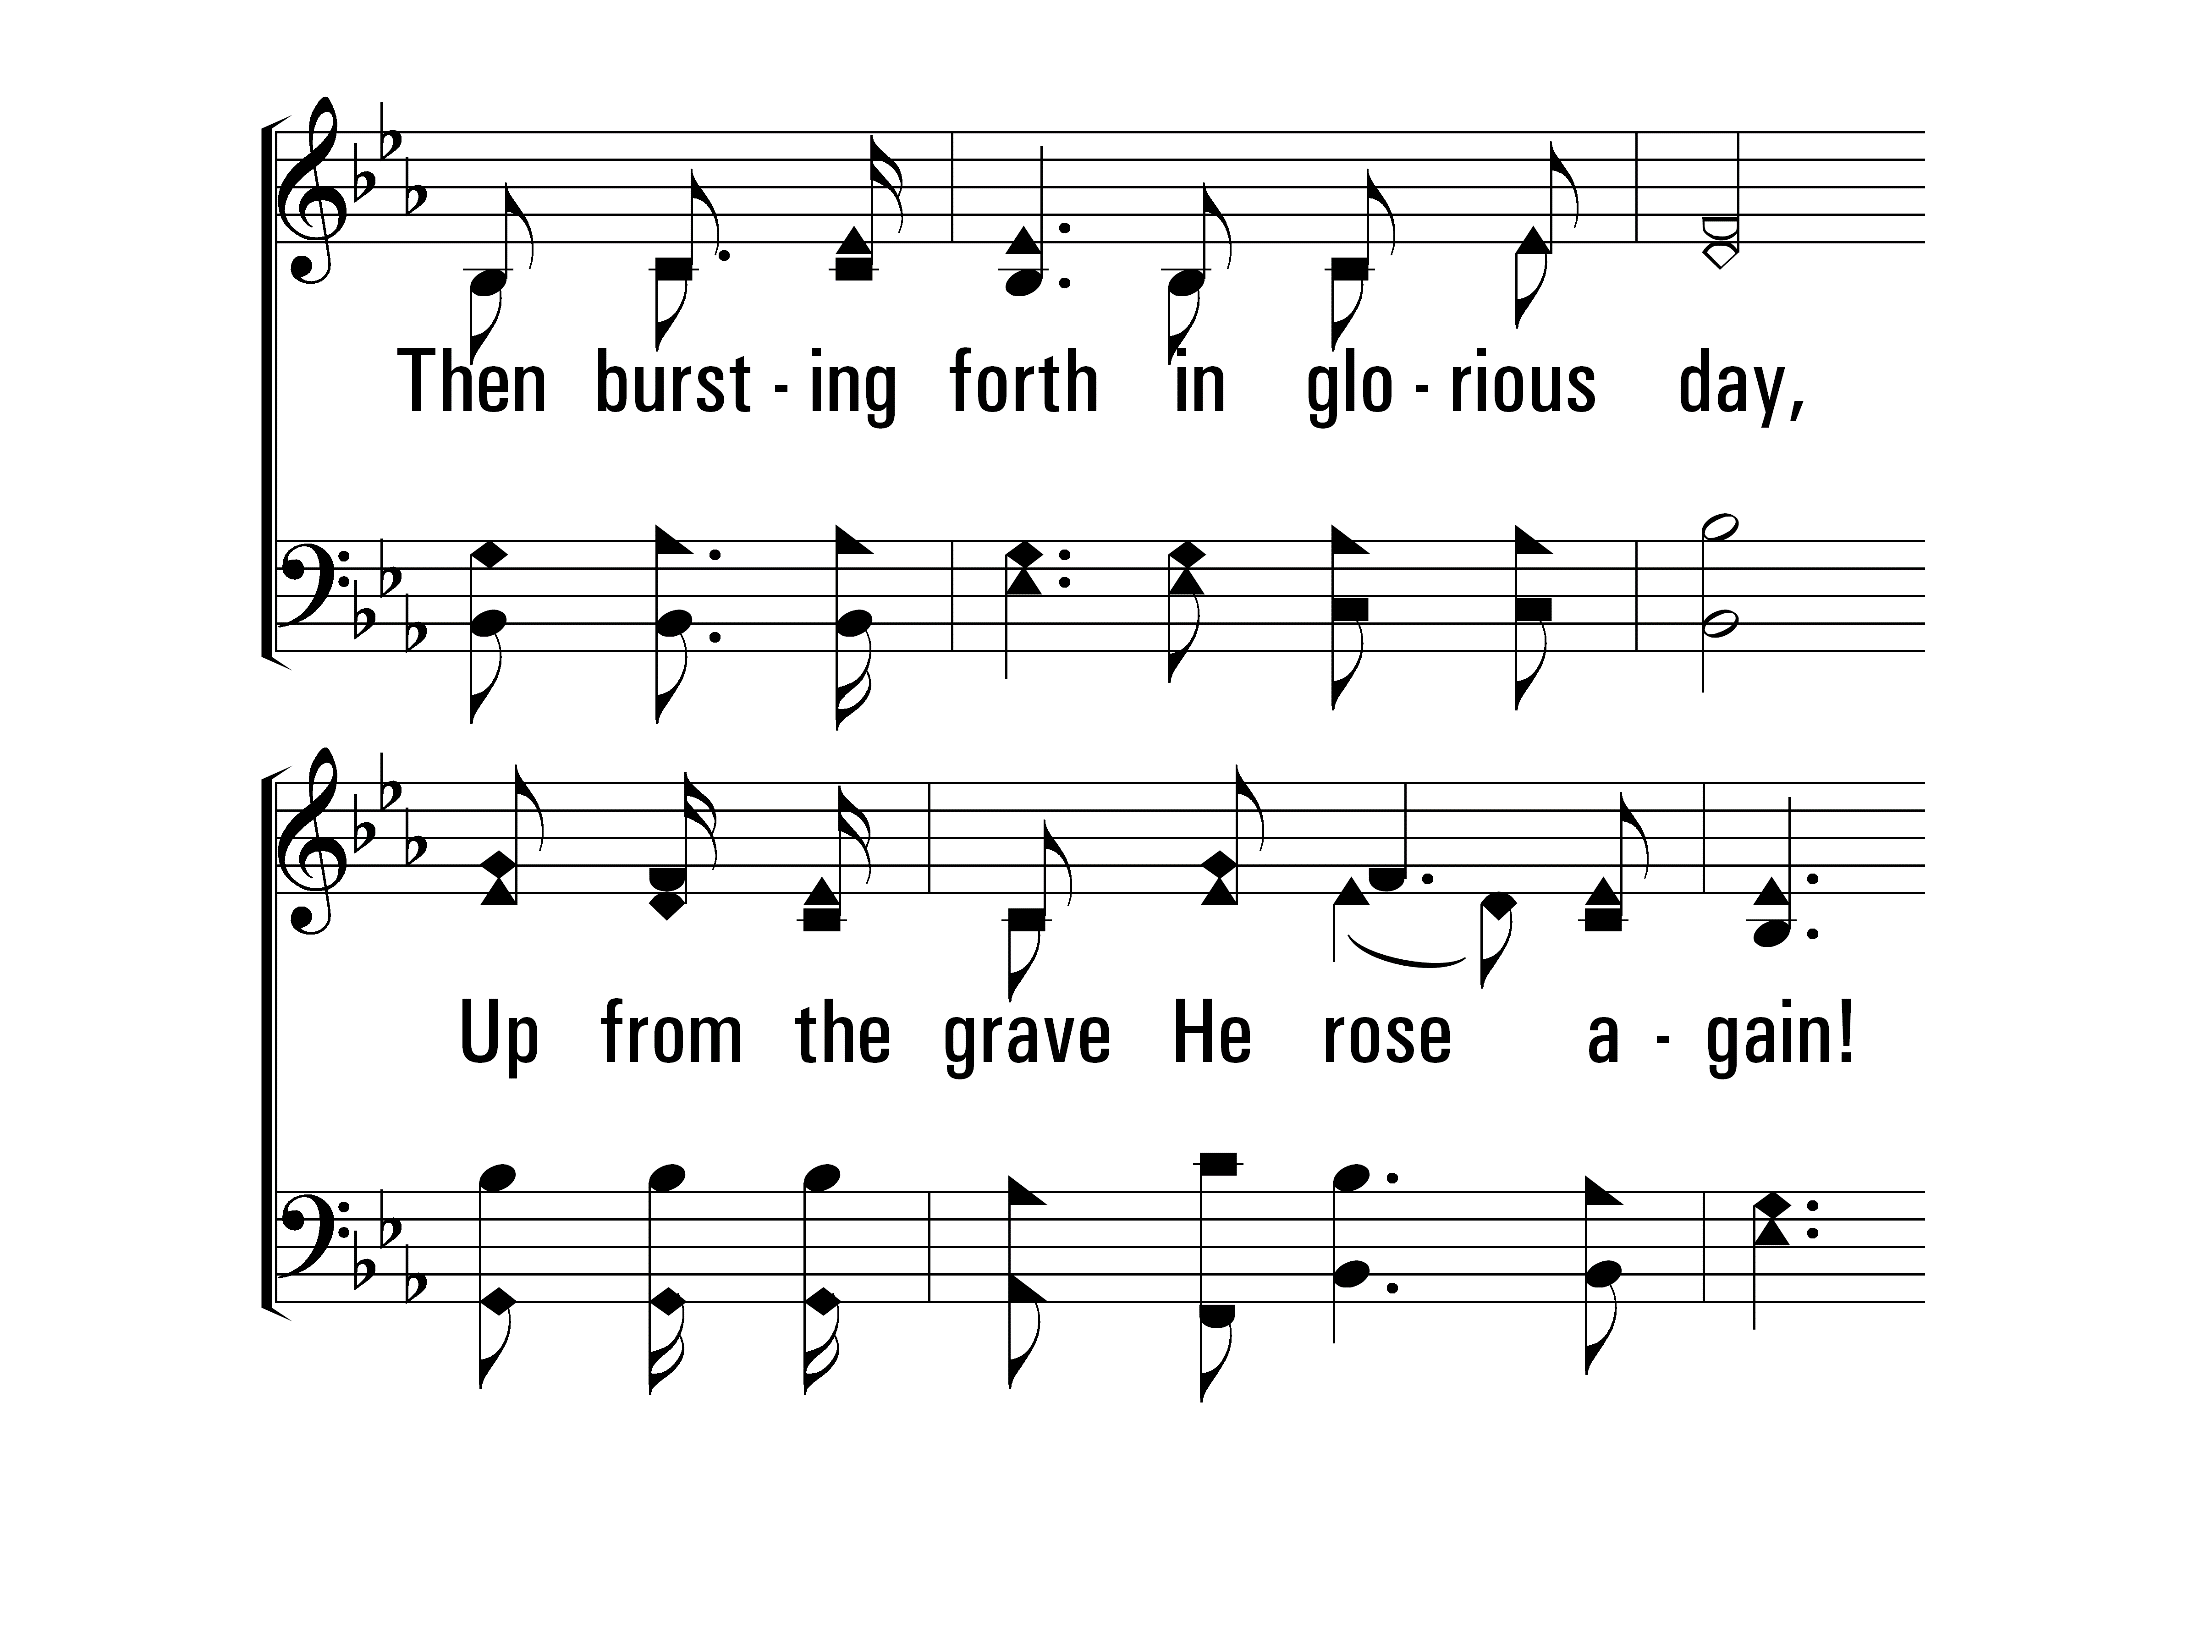 Then burst - ing forth in glo - rious day,
Up from the grave He rose a - gain!